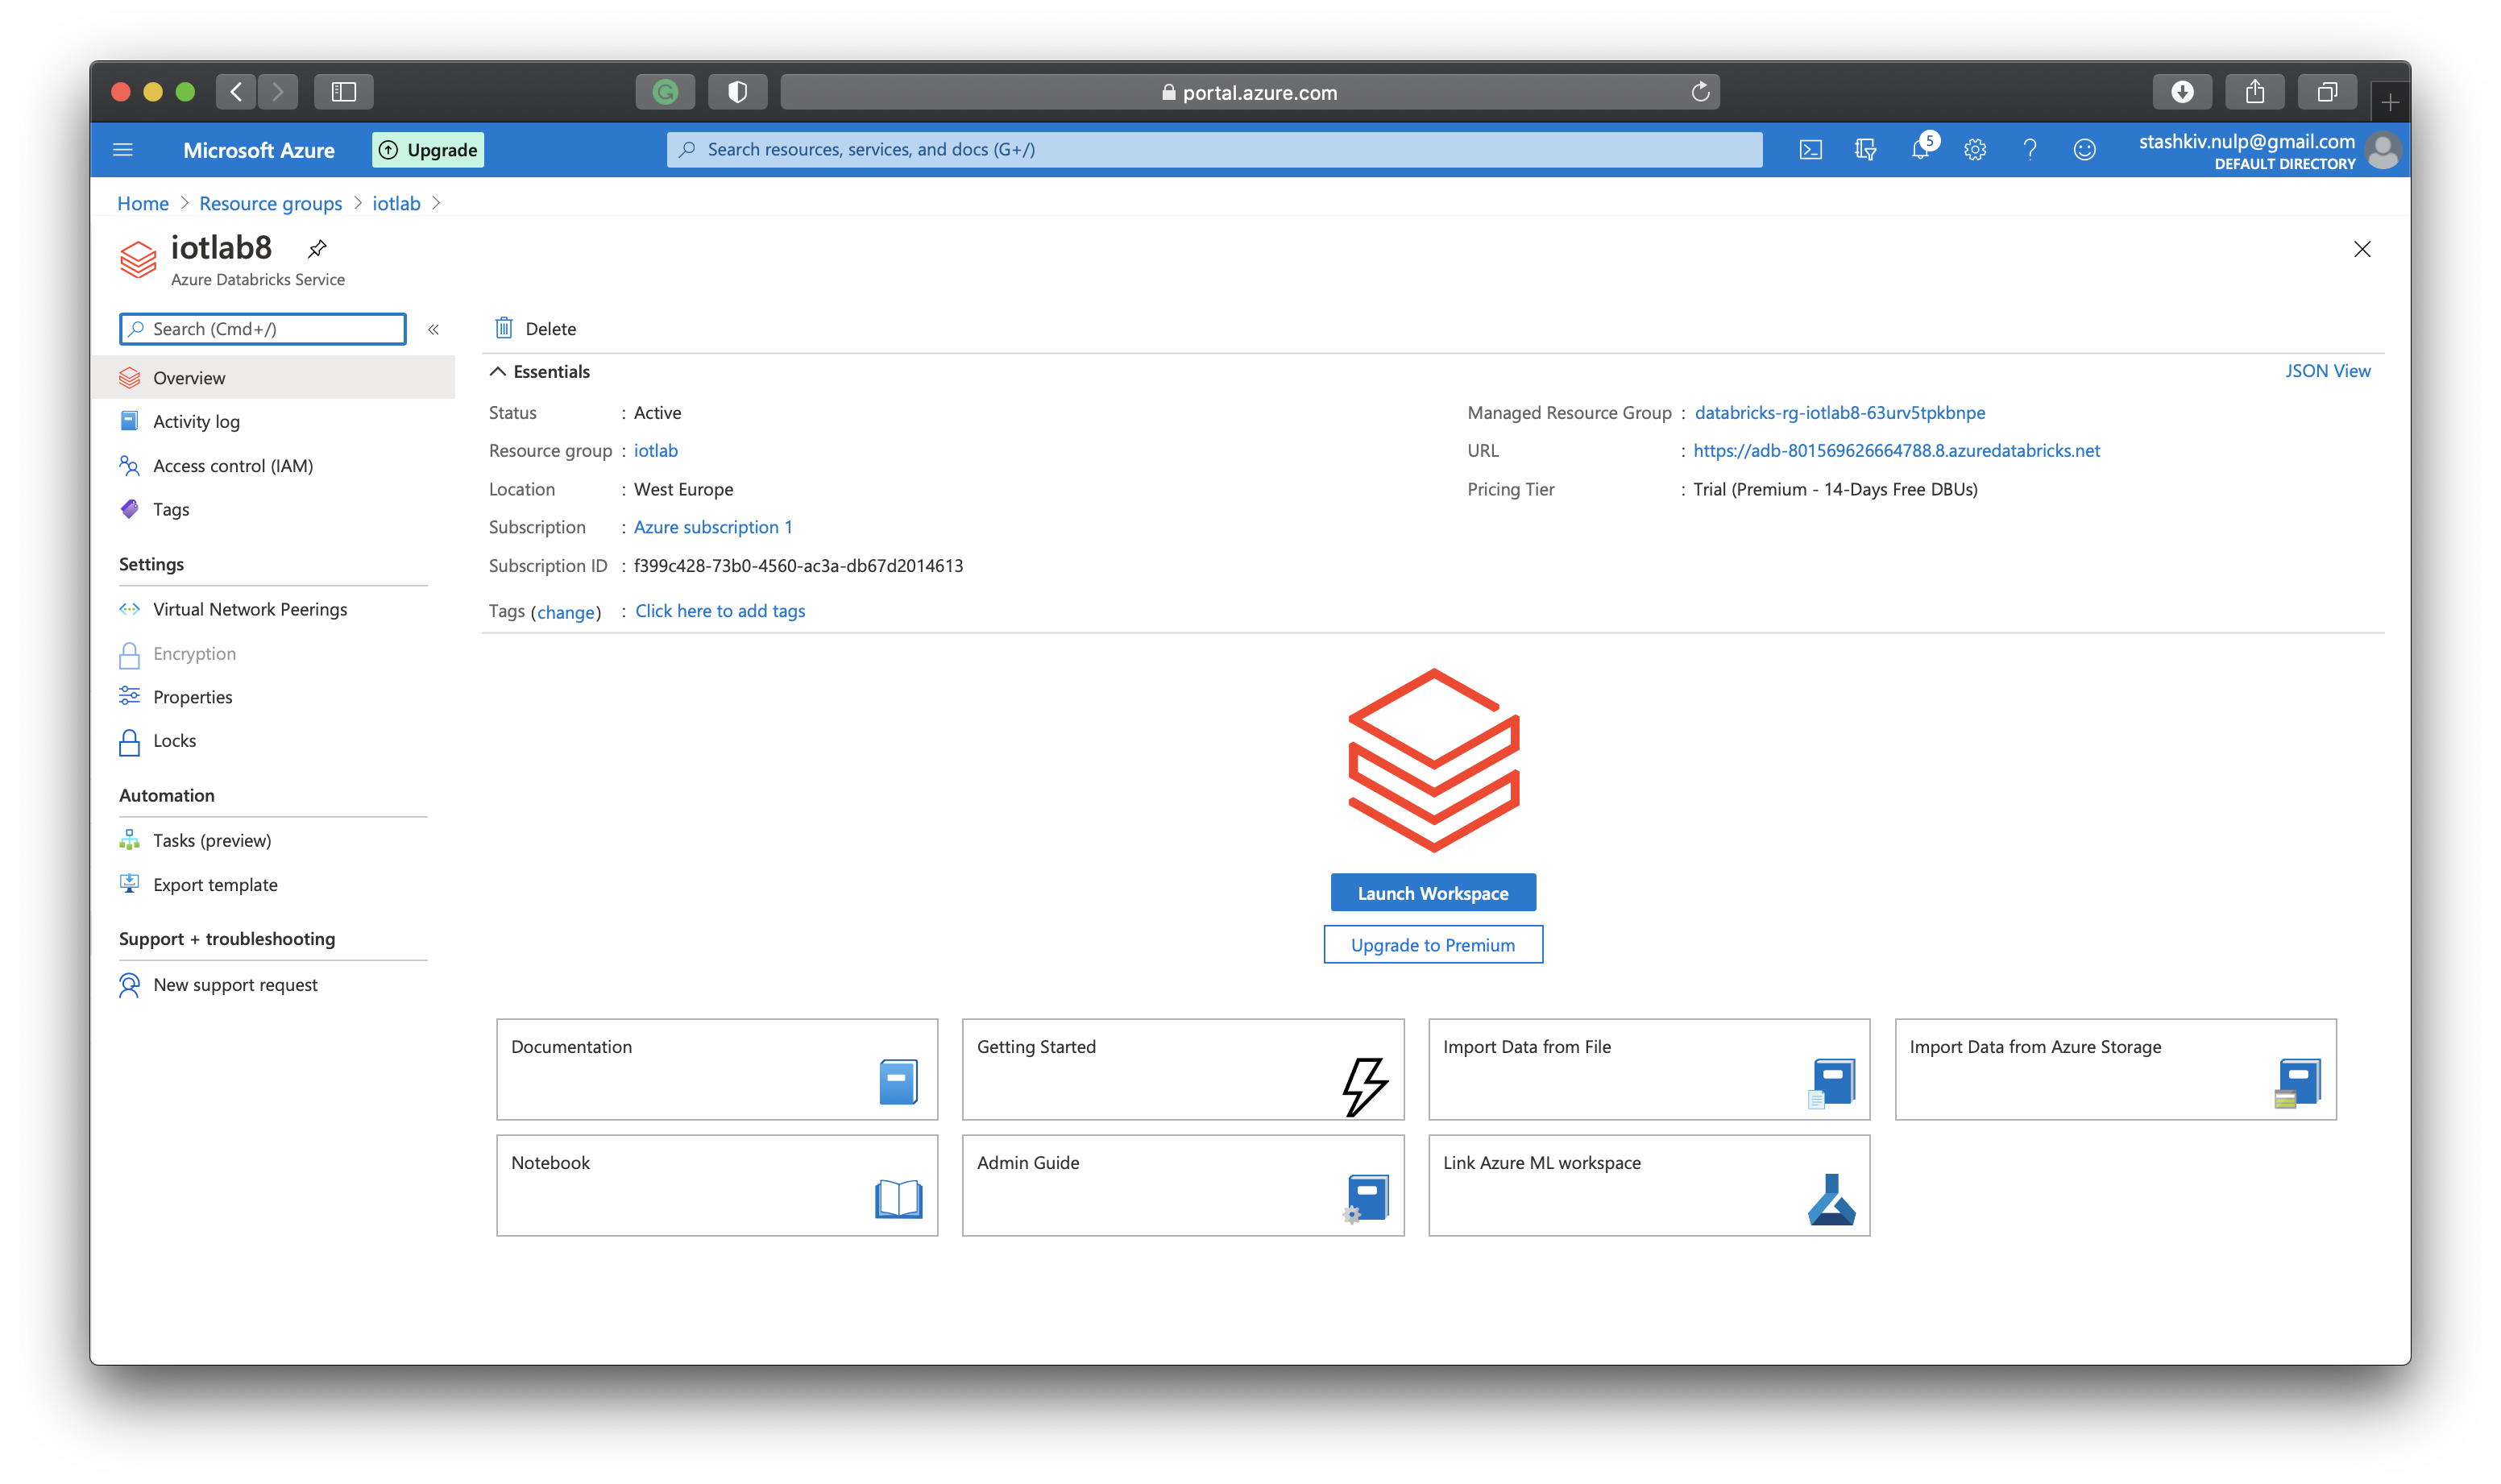 portal.azure.com
Microsoft Azure
Upgrade
Search resources, services, and docs (G+/)
5
stashkiv.nulp@gmail.com
DEFAULT DIRECTORY
Home > Resource groups > iotlab >
iotlab8
Azure Databricks Service
Search (Cmd+/)
«
Overview
Activity log
Access control (IAM)
Tags
Settings
Virtual Network Peerings
Encryption
Properties
Locks
Automation
Tasks (preview)
Export template
Support + troubleshooting
New support request
Delete
Essentials
JSON View
Status : Active
Resource group : iotlab
Location : West Europe
Subscription : Azure subscription 1
Subscription ID : f399c428-73b0-4560-ac3a-db67d2014613
Tags (change) : Click here to add tags
Managed Resource Group : databricks-rg-iotlab8-63urv5tpkbnpe
URL : https://adb-801569626664788.8.azuredatabricks.net
Pricing Tier : Trial (Premium - 14-Days Free DBUs)
Launch Workspace
Upgrade to Premium
Documentation
Getting Started
Import Data from File
Import Data from Azure Storage
Notebook
Admin Guide
Link Azure ML workspace